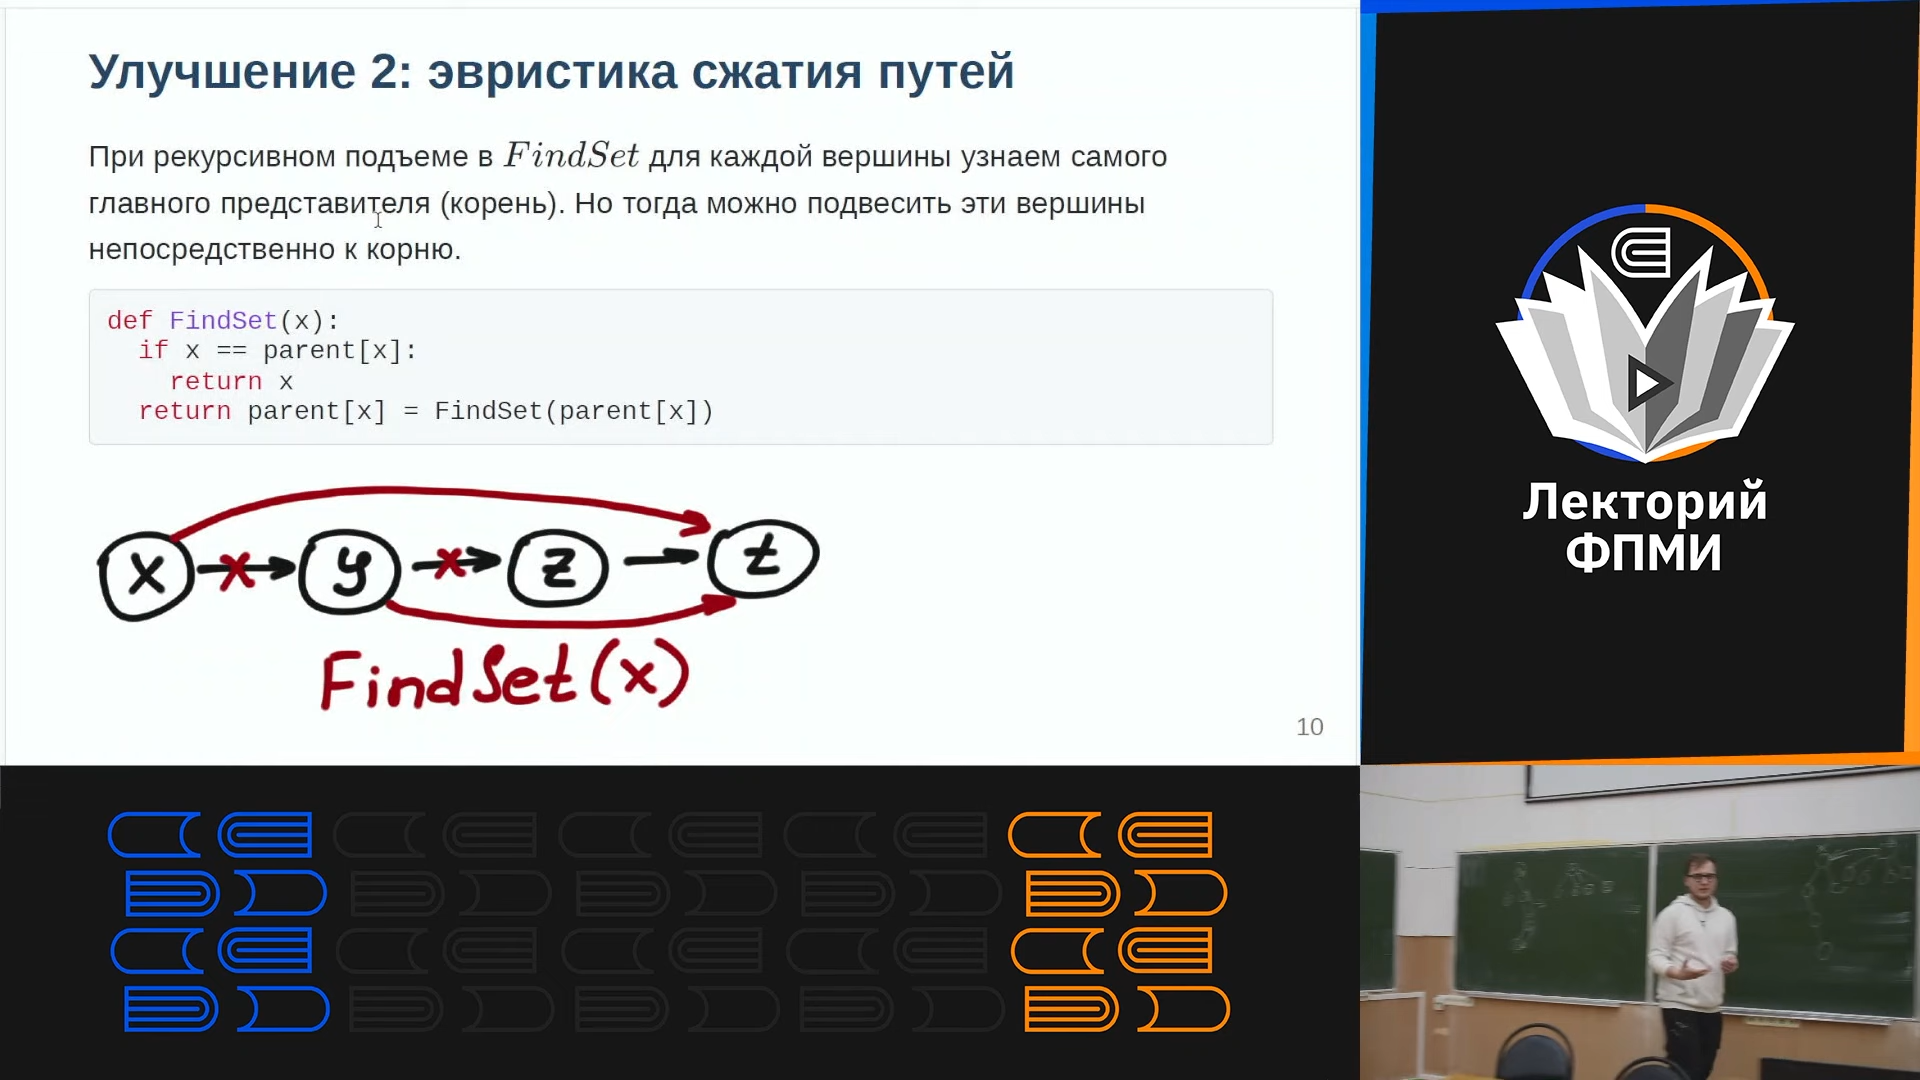 Улучшение 2: эвристика сжатия путей
При рекурсивном подъеме в FindSet для каждой вершины узнаем самого
главного представителя (корень). Но тогда можно подвесить эти вершины
непосредственно к корню.
def FindSet(x):
if x == parent[x]:
return x
return parent[x] = FindSet(parent[x])
x y z t
FindSet(x)
10
Лекторий
ФПМИ